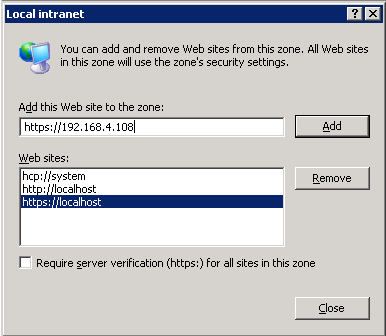 Local intranet
You can add and remove Web sites from this zone. All Web sites
in this zone will use the zone's security settings.
Add this Web site to the zone:
https://192.168.4.108
Add
Web sites:
hcp://system
http://localhost
https://localhost
Remove
Require server verification (https:) for all sites in this zone
Close